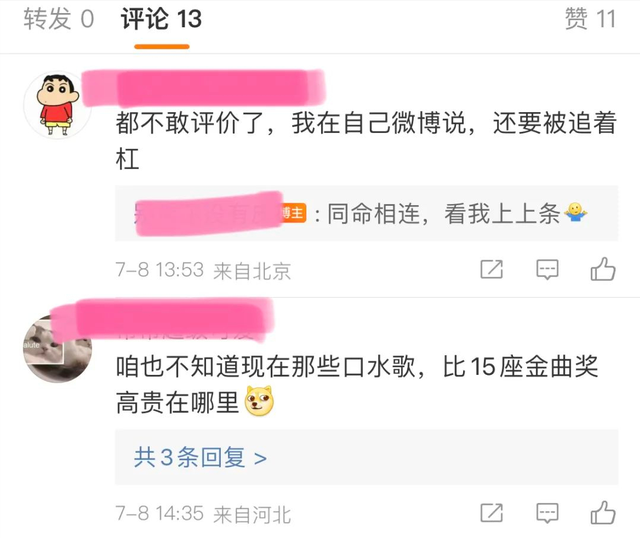 转发 0 评论 13 赞 11
都不敢评价了，我在自己微博说，还要被追着
杠
博主 : 同命相连，看我上上条
7-8 13:53 来自北京
咱也不知道现在那些口水歌，比15座金曲奖
高贵在哪里
共3条回复 >
7-8 14:35 来自河北